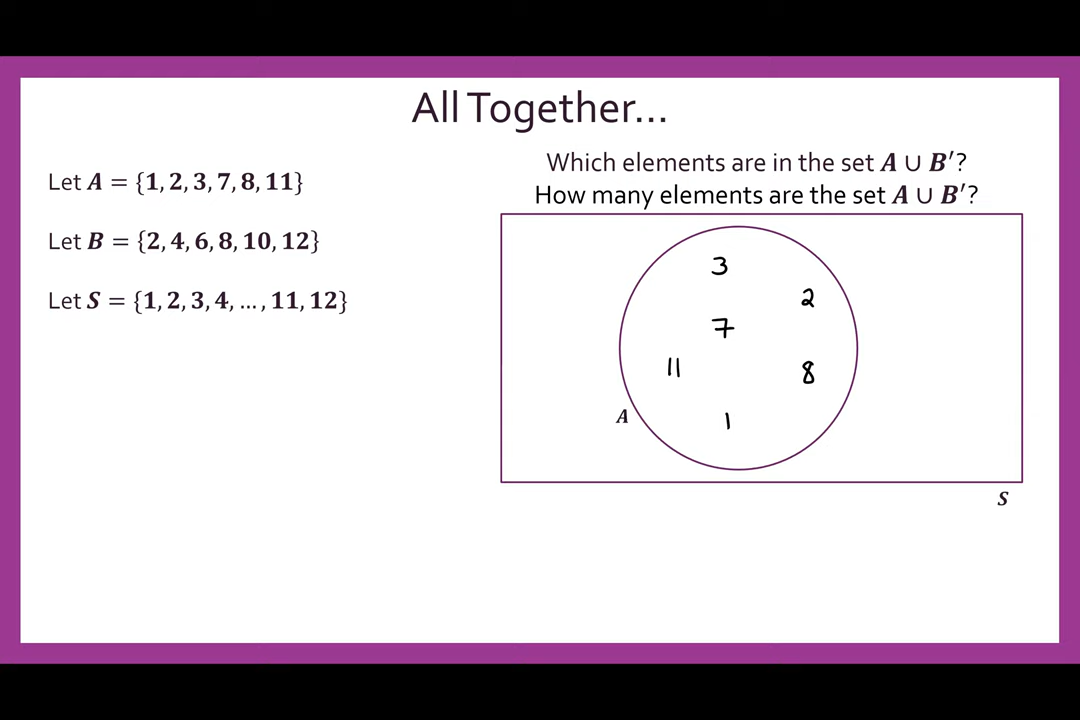 All Together...
Let A = {1, 2, 3, 7, 8, 11}
Let B = {2, 4, 6, 8, 10, 12}
Let S = {1, 2, 3, 4, ... , 11, 12}
Which elements are in the set A ∪ B′?
How many elements are the set A ∪ B′?
3
2
7
11
8
1
A
S